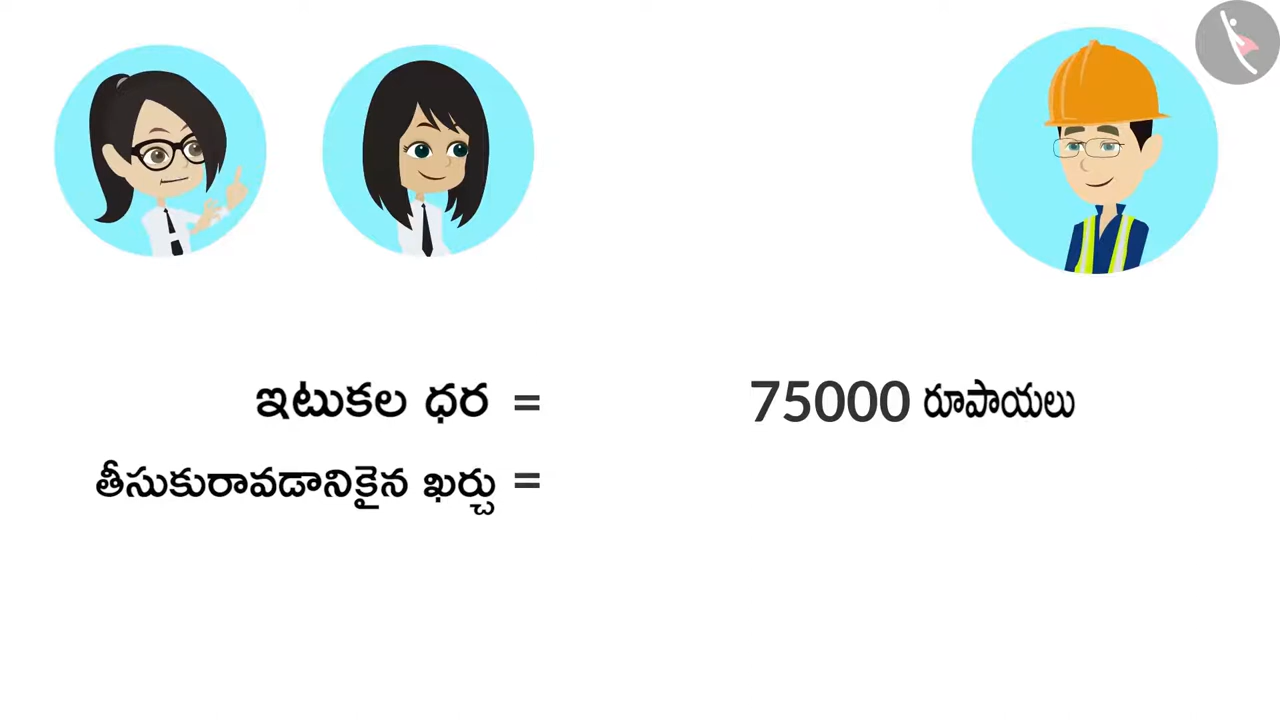 ఇటుకల ధర = 75000 రూపాయలు
తీసుకురావడానికైన ఖర్చు =